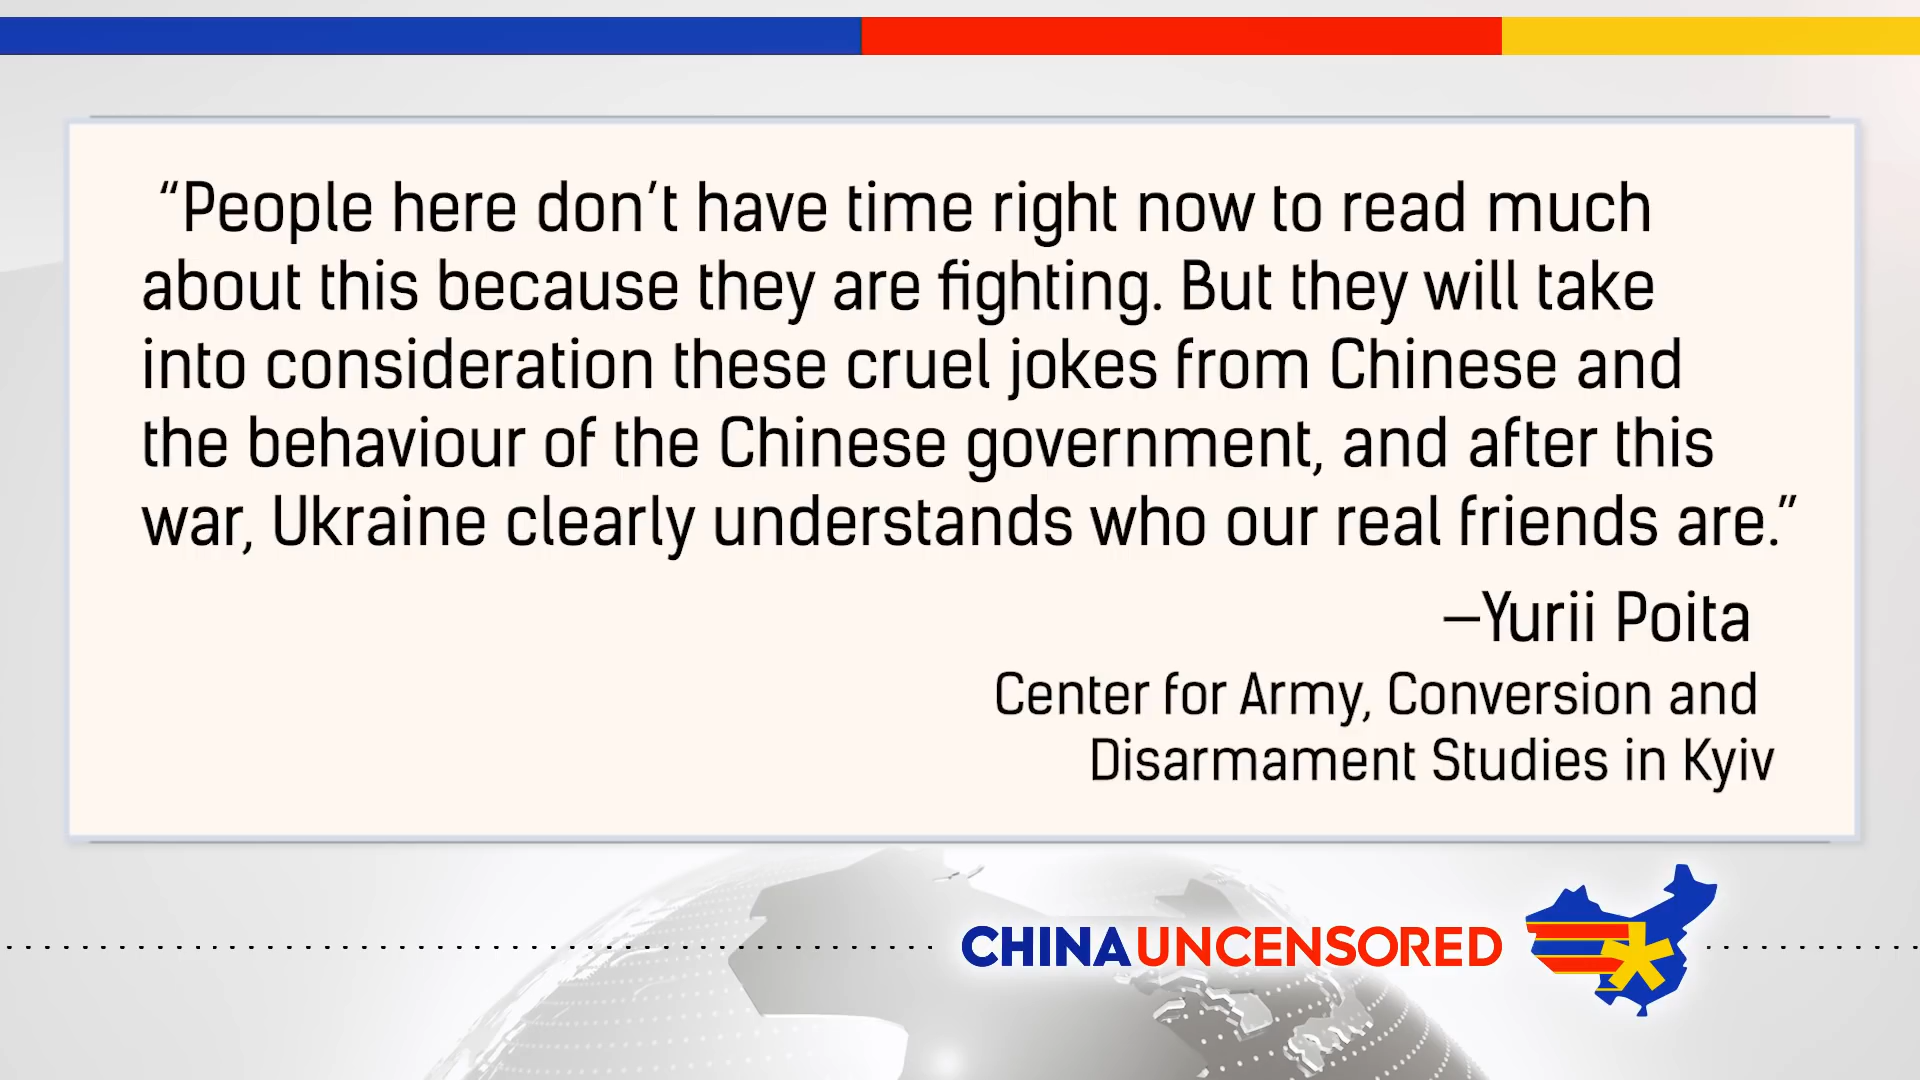 “People here don’t have time right now to read much
about this because they are fighting. But they will take
into consideration these cruel jokes from Chinese and
the behaviour of the Chinese government, and after this
war, Ukraine clearly understands who our real friends are.”
—Yurii Poita
Center for Army, Conversion and
Disarmament Studies in Kyiv
CHINAUNCENSORED